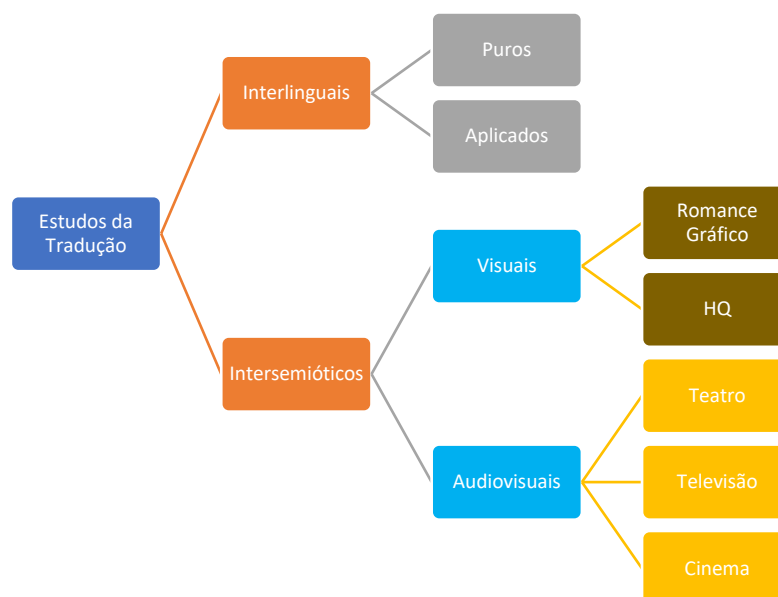 Estudos da
Tradução
Interlinguais
Puros
Aplicados
Intersemióticos
Visuais
Romance
Gráfico
HQ
Audiovisuais
Teatro
Televisão
Cinema